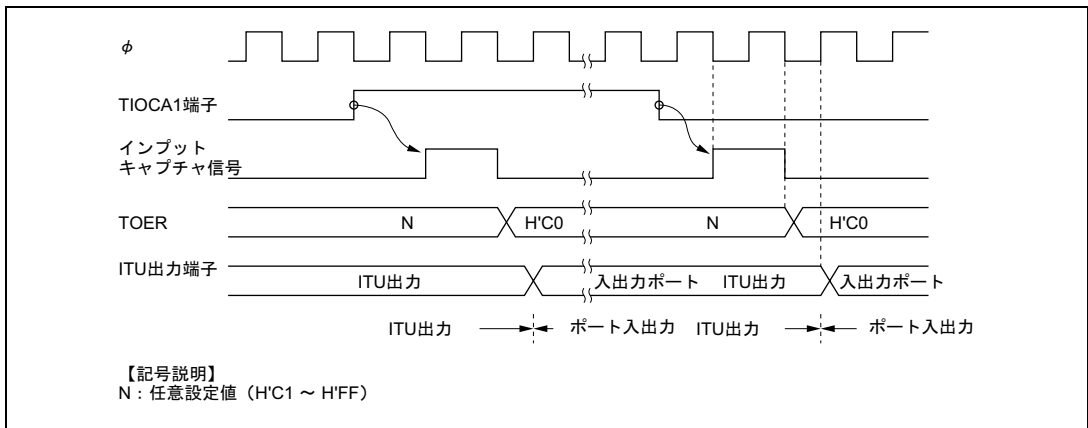 φ
TIOCA1端子
インプット
キャプチャ信号
TOER
N
H'C0
N
H'C0
ITU出力端子
ITU出力
入出力ポート
ITU出力
入出力ポート
ITU出力
ポート入出力
ITU出力
ポート入出力
【記号説明】
N：任意設定値（H'C1 ～ H'FF）